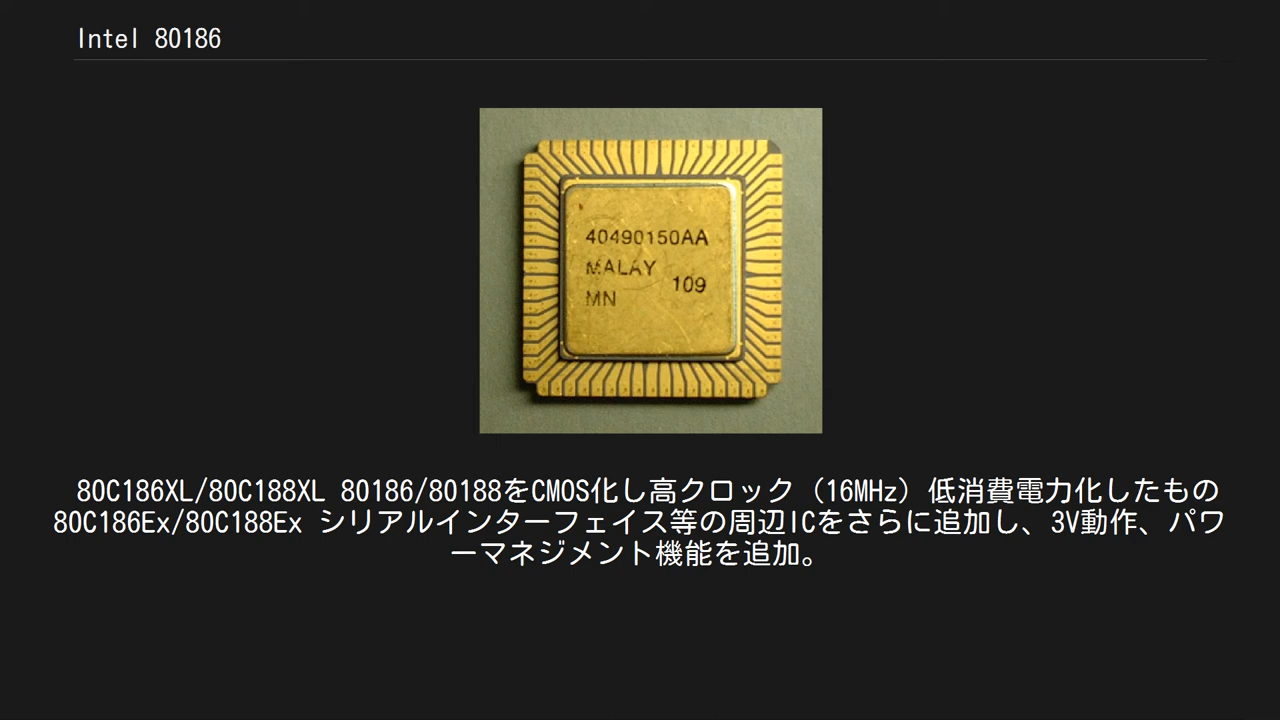 Intel 80186
40490150AA
MALAY
109
MN
80C186XL/80C188XL 80186/80188をCMOS化し高クロック（16MHz）低消費電力化したもの
80C186Ex/80C188Ex シリアルインターフェイス等の周辺ICをさらに追加し、3V動作、パワ
ーマネジメント機能を追加。